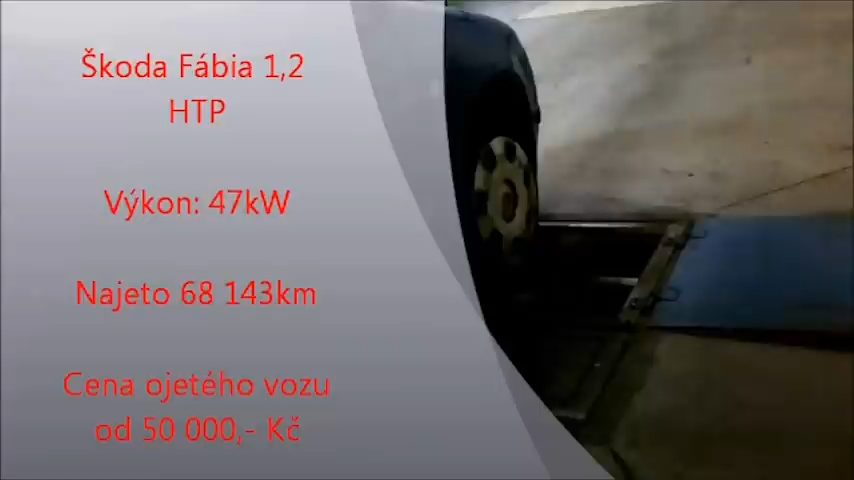 Škoda Fábia 1,2
HTP
Výkon: 47kW
Najeto 68 143km
Cena ojetého vozu
od 50 000,- Kč